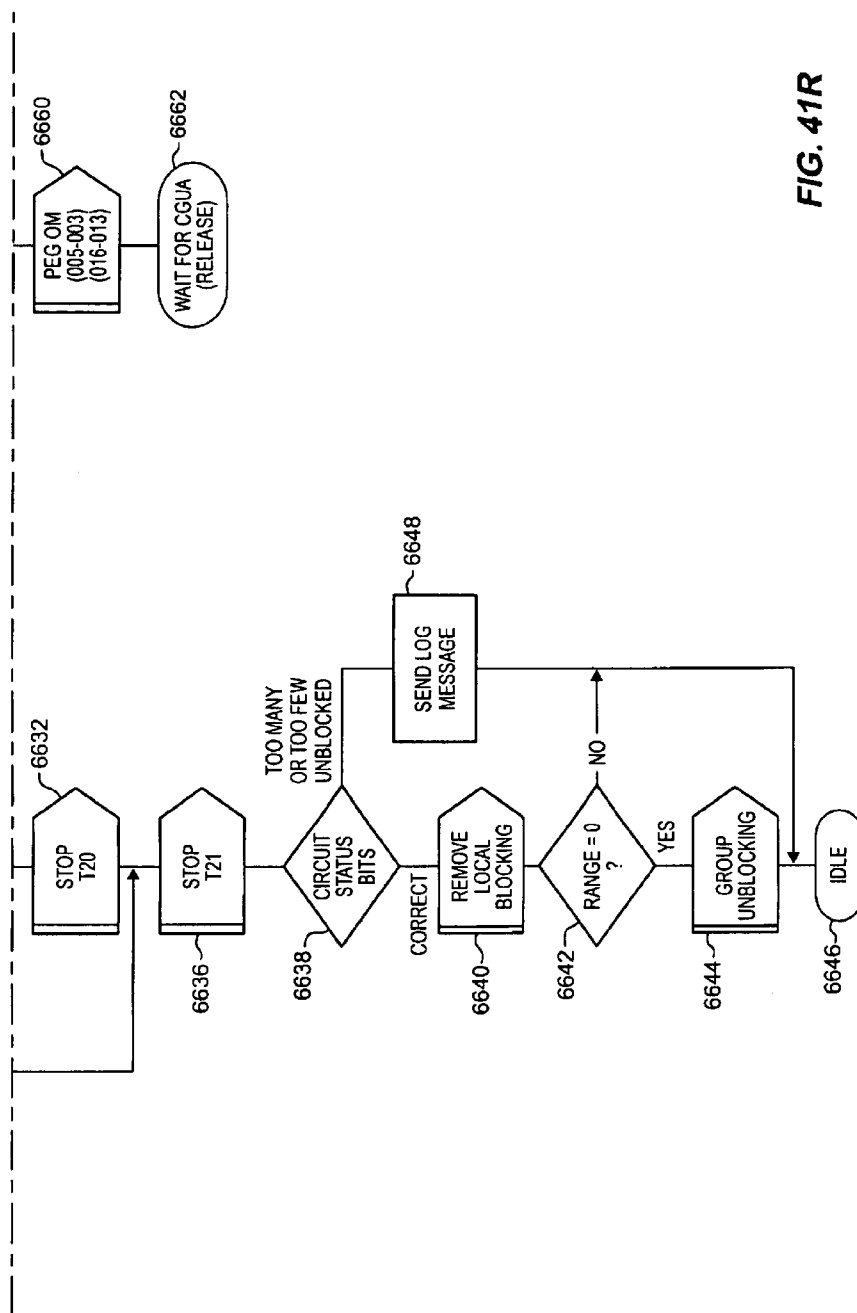 6632
STOP
T20
6636
STOP
T21
6638
CIRCUIT
STATUS
BITS
TOO MANY
OR TOO FEW
UNBLOCKED
6648
SEND LOG
MESSAGE
CORRECT
6640
REMOVE
LOCAL
BLOCKING
6642
RANGE = 0
?
NO
YES
6644
GROUP
UNBLOCKING
6646
IDLE
6660
PEG OM
(005-003)
(016-013)
6662
WAIT FOR CGUA
(RELEASE)
FIG. 41R